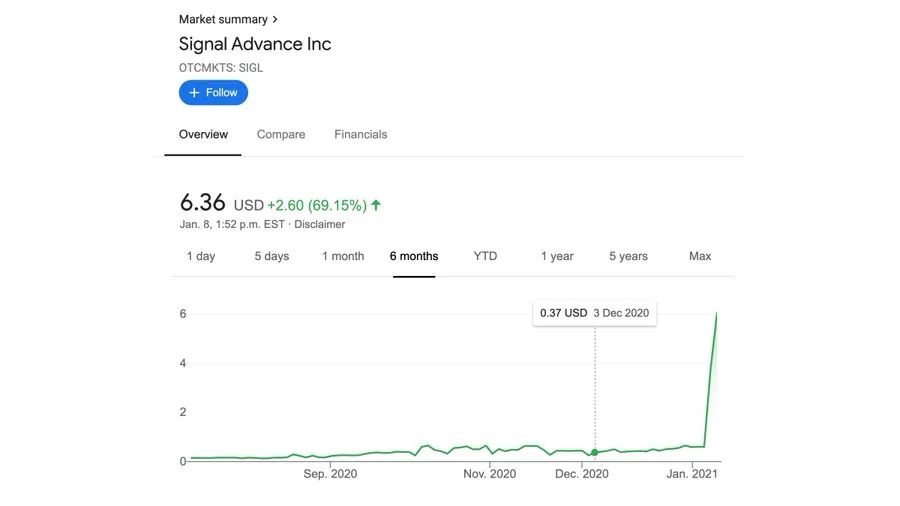 Market summary >
Signal Advance Inc
OTCMKTS: SIGL
+ Follow
Overview Compare Financials
6.36 USD +2.60 (69.15%) ↑
Jan. 8, 1:52 p.m. EST · Disclaimer
1 day 5 days 1 month 6 months YTD 1 year 5 years Max
0.37 USD 3 Dec 2020
6
4
2
0
Sep. 2020 Nov. 2020 Dec. 2020 Jan. 2021